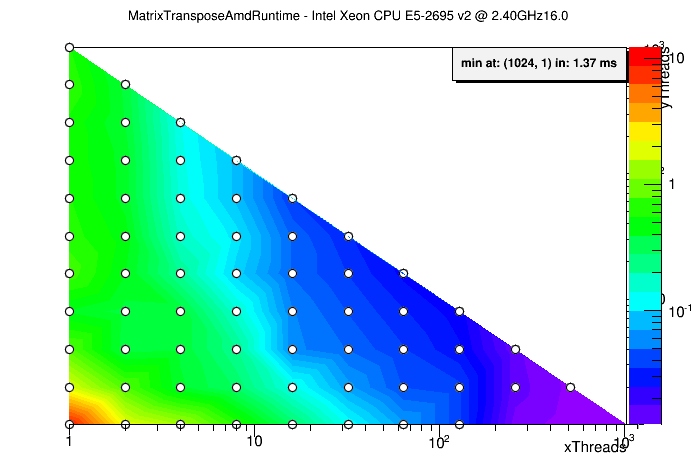 MatrixTransposeAmdRuntime - Intel Xeon CPU E5-2695 v2 @ 2.40GHz16.0
min at: (1024, 1) in: 1.37 ms
10³
10
yThreads
1
10⁻¹
1
10
10²
10³
xThreads